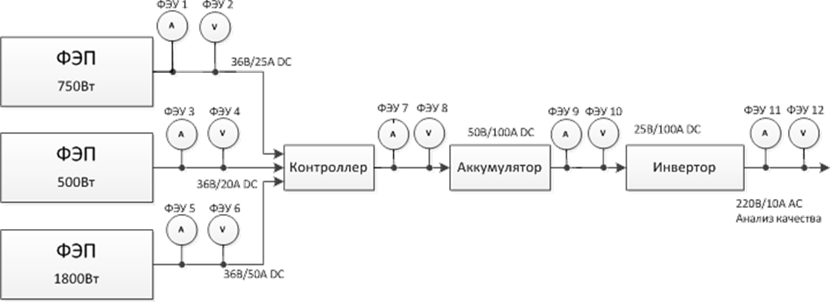 ФЭУ 1
ФЭУ 2
A
V
ФЭП
750Вт
36В/25А DC
ФЭУ 3
ФЭУ 4
A
V
ФЭП
500Вт
36В/20А DC
ФЭУ 5
ФЭУ 6
A
V
ФЭП
1800Вт
36В/50А DC
Контроллер
ФЭУ 7
ФЭУ 8
A
V
50В/100А DC
Аккумулятор
ФЭУ 9
ФЭУ 10
A
V
25В/100А DC
Инвертор
ФЭУ 11
ФЭУ 12
A
V
220В/10А AC
Анализ качества